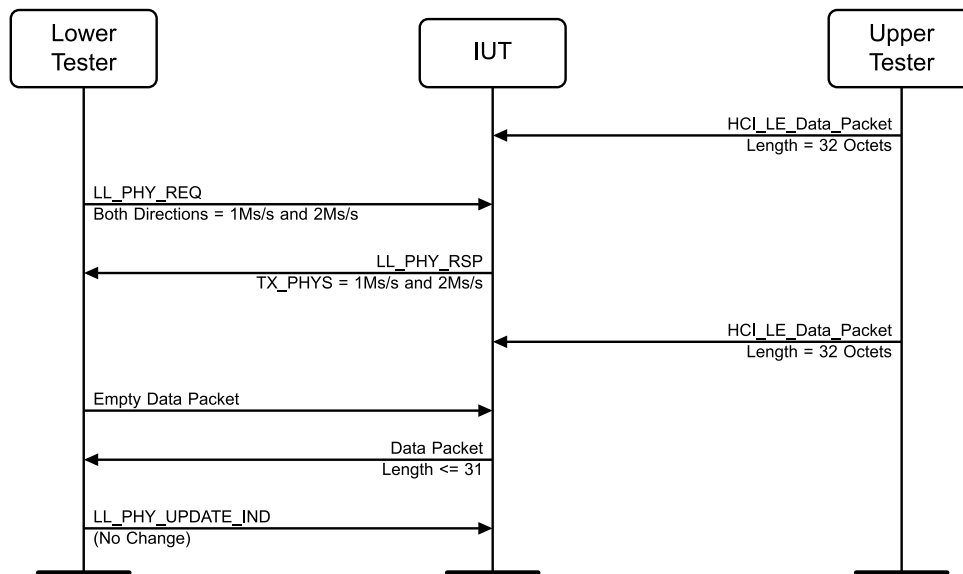 Lower
Tester
IUT
Upper
Tester
HCI_LE_Data_Packet
Length = 32 Octets
LL_PHY_REQ
Both Directions = 1Ms/s and 2Ms/s
LL_PHY_RSP
TX_PHYS = 1Ms/s and 2Ms/s
HCI_LE_Data_Packet
Length = 32 Octets
Empty Data Packet
Data Packet
Length <= 31
LL_PHY_UPDATE_IND
(No Change)